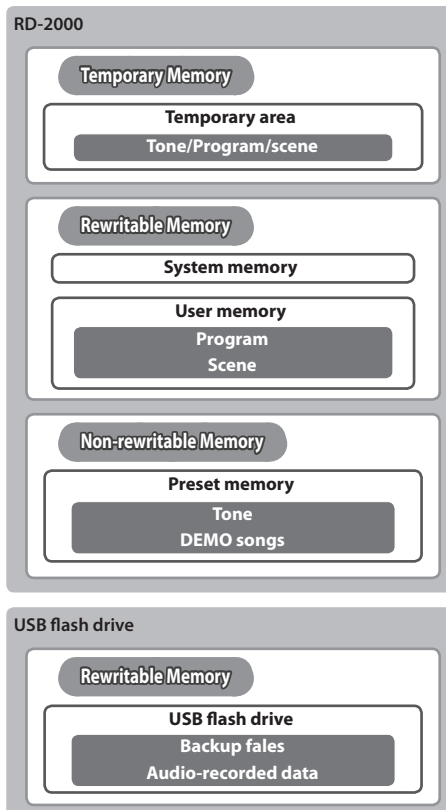 RD-2000
Temporary Memory
Temporary area
Tone/Program/scene
Rewritable Memory
System memory
User memory
Program
Scene
Non-rewritable Memory
Preset memory
Tone
DEMO songs
USB flash drive
Rewritable Memory
USB flash drive
Backup fales
Audio-recorded data